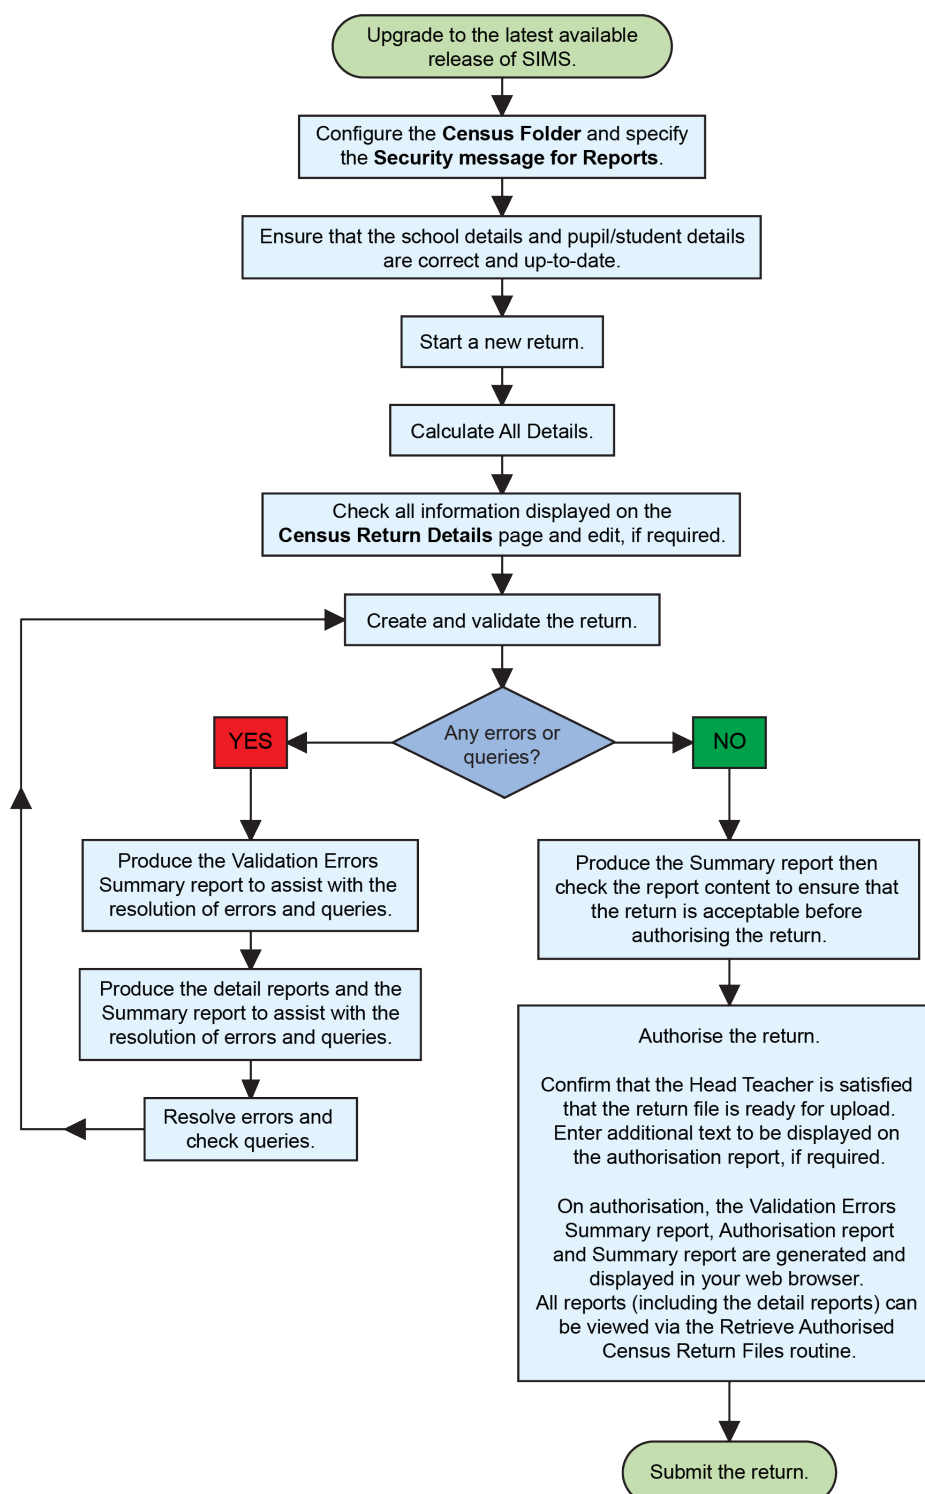 Upgrade to the latest available
release of SIMS.
Configure the Census Folder and specify
the Security message for Reports.
Ensure that the school details and pupil/student details
are correct and up-to-date.
Start a new return.
Calculate All Details.
Check all information displayed on the
Census Return Details page and edit, if required.
Create and validate the return.
Any errors or
queries?
YES
NO
Produce the Validation Errors
Summary report to assist with the
resolution of errors and queries.
Produce the detail reports and the
Summary report to assist with the
resolution of errors and queries.
Resolve errors and
check queries.
Produce the Summary report then
check the report content to ensure that
the return is acceptable before
authorising the return.
Authorise the return.
Confirm that the Head Teacher is satisfied
that the return file is ready for upload.
Enter additional text to be displayed on
the authorisation report, if required.
On authorisation, the Validation Errors
Summary report, Authorisation report
and Summary report are generated and
displayed in your web browser.
All reports (including the detail reports) can
be viewed via the Retrieve Authorised
Census Return Files routine.
Submit the return.